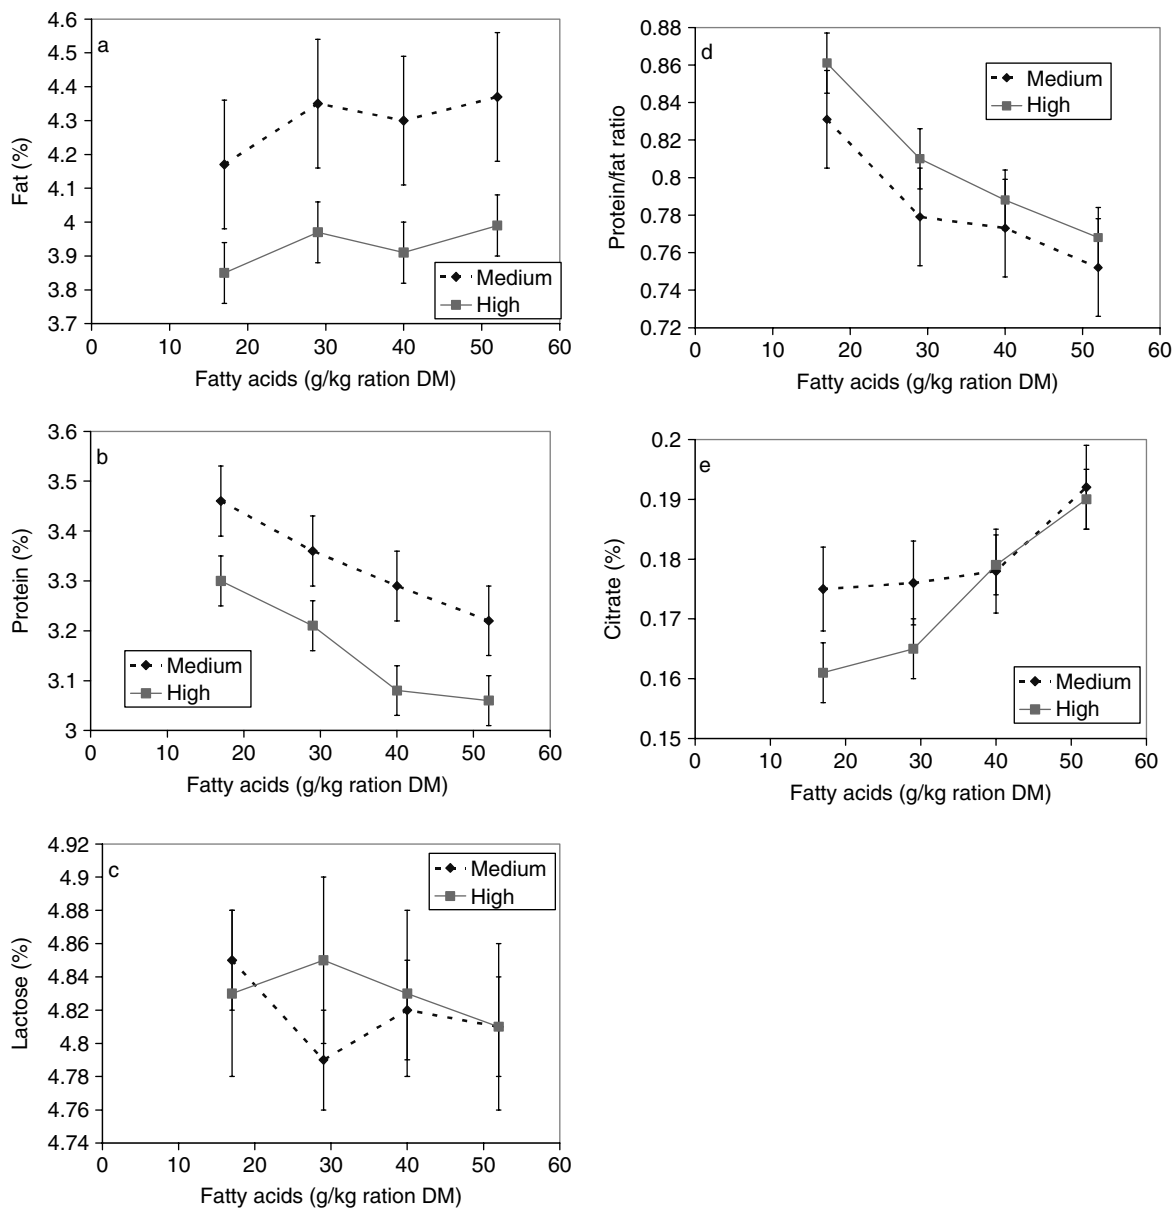 a
4.6
4.5
4.4
4.3
4.2
4.1
4
3.9
3.8
3.7
Fat (%)
Medium
High
0 10 20 30 40 50 60
Fatty acids (g/kg ration DM)
d
0.88
0.86
0.84
0.82
0.8
0.78
0.76
0.74
0.72
Protein/fat ratio
Medium
High
0 10 20 30 40 50 60
Fatty acids (g/kg ration DM)
b
3.6
3.5
3.4
3.3
3.2
3.1
3
Protein (%)
Medium
High
0 10 20 30 40 50 60
Fatty acids (g/kg ration DM)
e
0.2
0.19
0.18
0.17
0.16
0.15
Citrate (%)
Medium
High
0 10 20 30 40 50 60
Fatty acids (g/kg ration DM)
c
4.92
4.9
4.88
4.86
4.84
4.82
4.8
4.78
4.76
4.74
Lactose (%)
Medium
High
0 10 20 30 40 50 60
Fatty acids (g/kg ration DM)